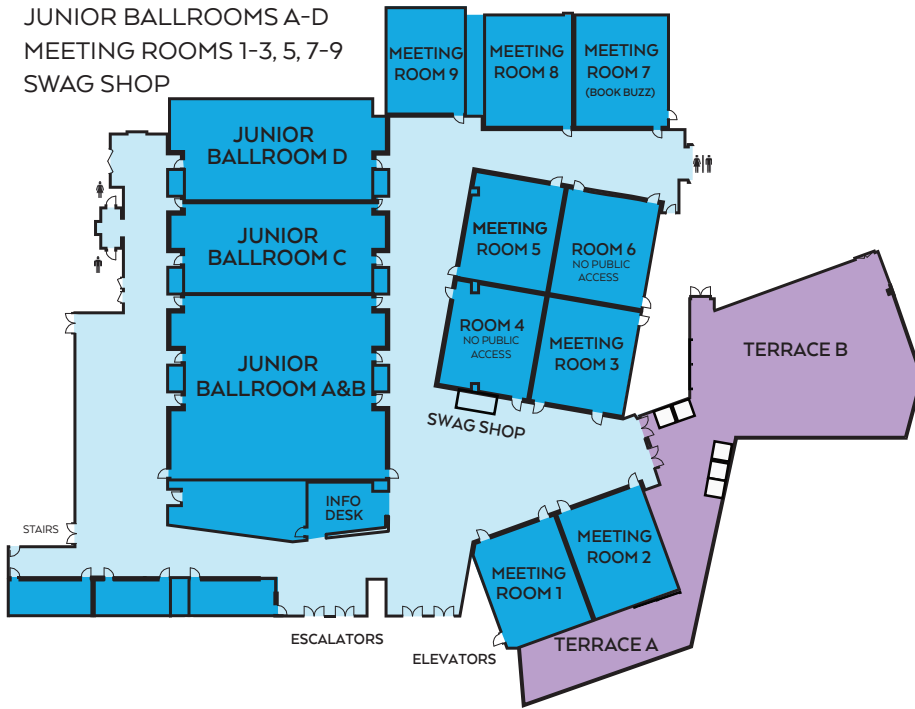 JUNIOR BALLROOMS A-D
MEETING ROOMS 1-3, 5, 7-9
SWAG SHOP
MEETING
ROOM 9
MEETING
ROOM 8
MEETING
ROOM 7
(BOOK BUZZ)
JUNIOR
BALLROOM D
JUNIOR
BALLROOM C
MEETING
ROOM 5
ROOM 6
NO PUBLIC
ACCESS
ROOM 4
NO PUBLIC
ACCESS
MEETING
ROOM 3
TERRACE B
JUNIOR
BALLROOM A&B
SWAG SHOP
INFO
DESK
STAIRS
MEETING
ROOM 2
MEETING
ROOM 1
ESCALATORS
ELEVATORS
TERRACE A